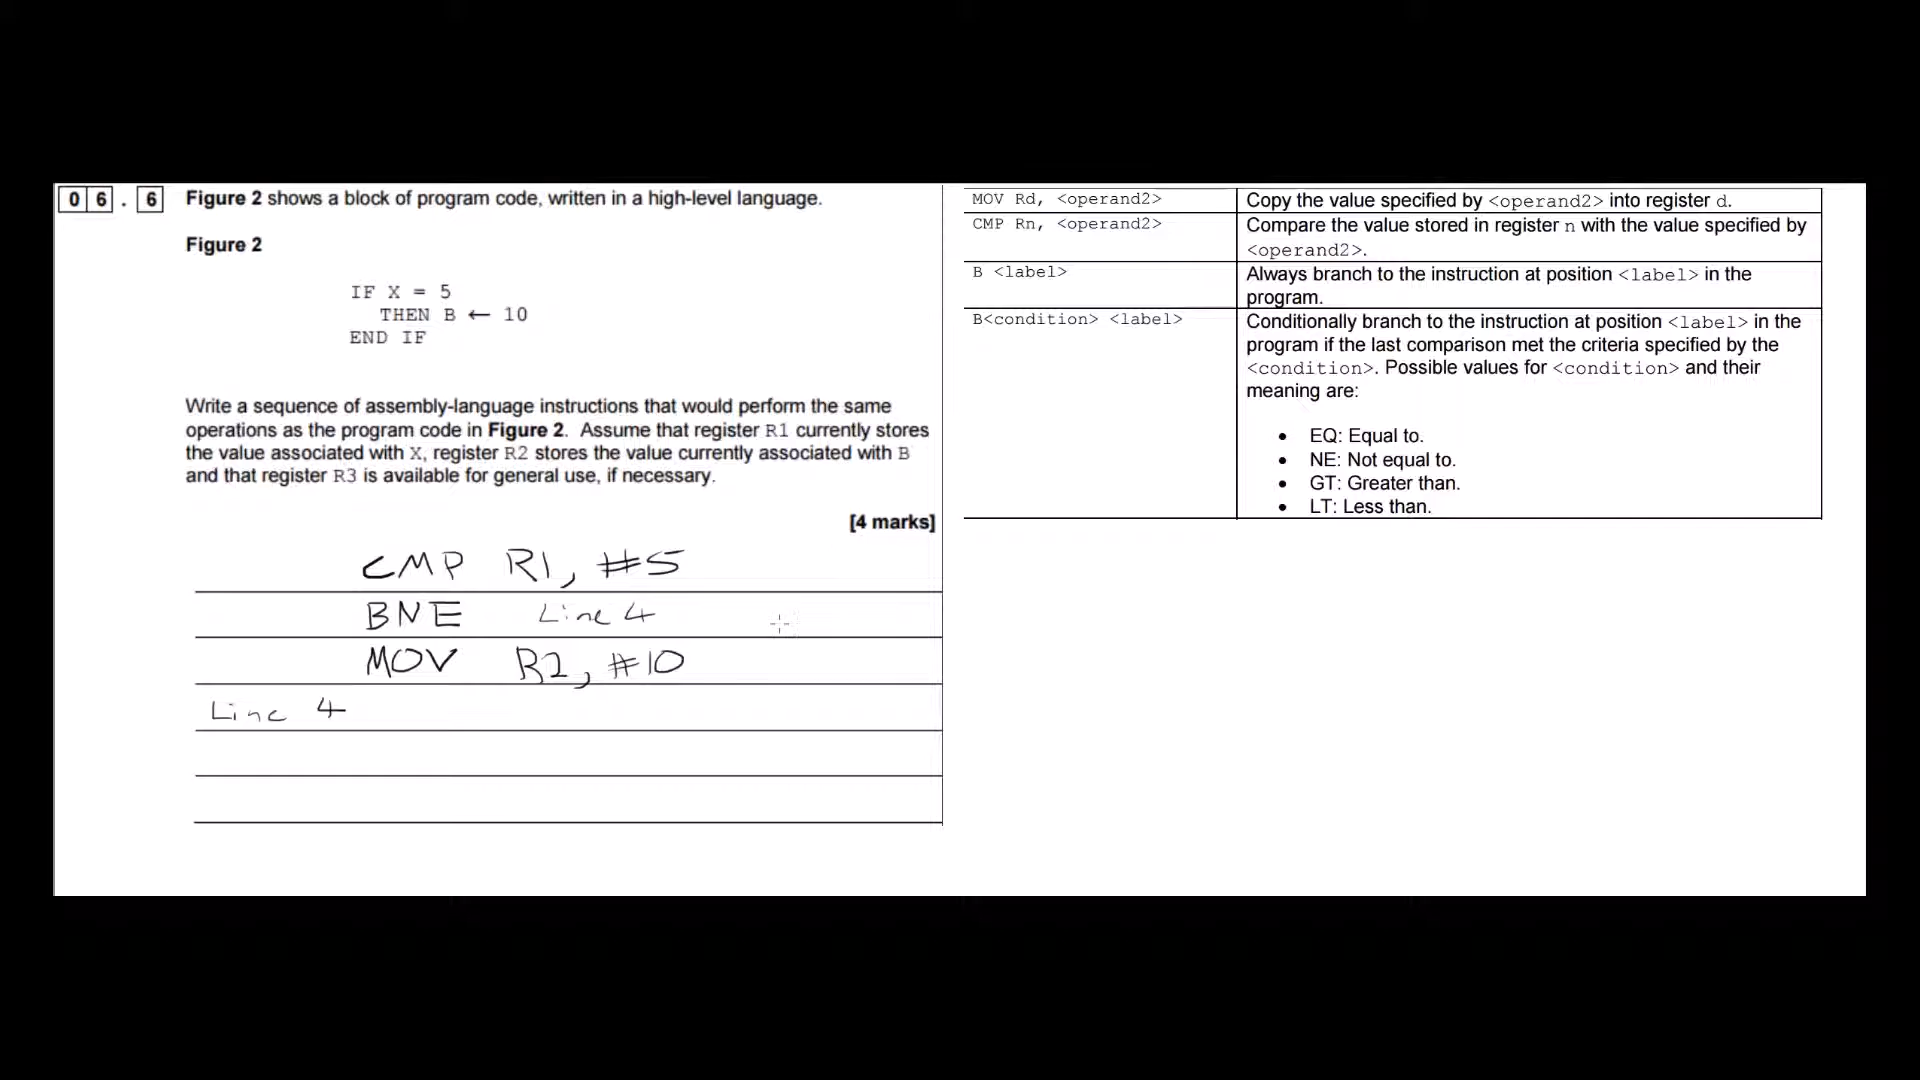 0 6 . 6 Figure 2 shows a block of program code, written in a high-level language.
Figure 2
IF X = 5
THEN B ← 10
END IF
Write a sequence of assembly-language instructions that would perform the same
operations as the program code in Figure 2. Assume that register R1 currently stores
the value associated with X, register R2 stores the value currently associated with B
and that register R3 is available for general use, if necessary.
[4 marks]
CMP R1, #5
BNE Line 4
MOV R2, #10
Line 4
MOV Rd, <operand2> Copy the value specified by <operand2> into register d.
CMP Rn, <operand2> Compare the value stored in register n with the value specified by
<operand2>.
B <label> Always branch to the instruction at position <label> in the
program.
B<condition> <label> Conditionally branch to the instruction at position <label> in the
program if the last comparison met the criteria specified by the
<condition>. Possible values for <condition> and their
meaning are:
• EQ: Equal to.
• NE: Not equal to.
• GT: Greater than.
• LT: Less than.